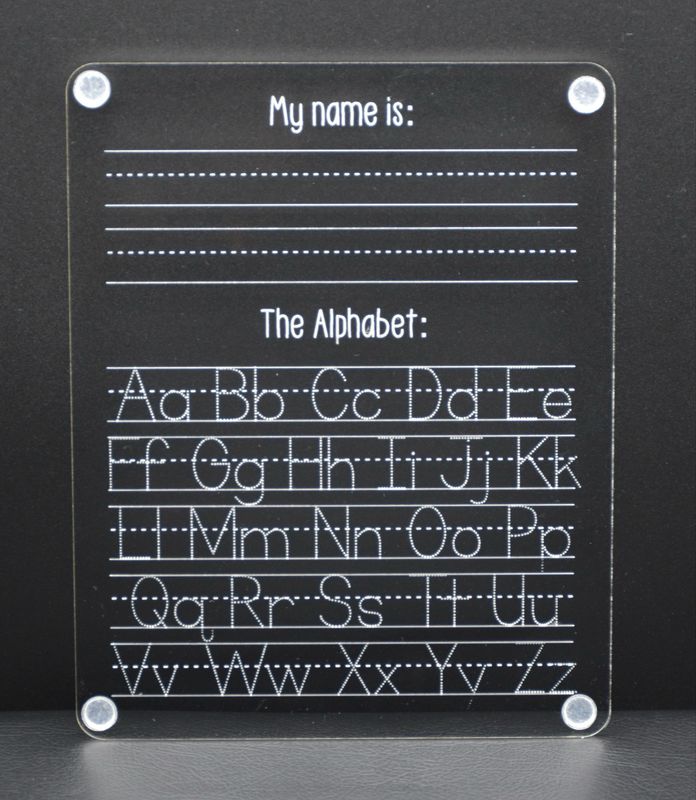 My name is:
The Alphabet:
Aa Bb Cc Dd Ee
Ff Gg Hh Ii Jj Kk
Ll Mm Nn Oo Pp
Qq Rr Ss Tt Uu
Vv Ww Xx Yy Zz